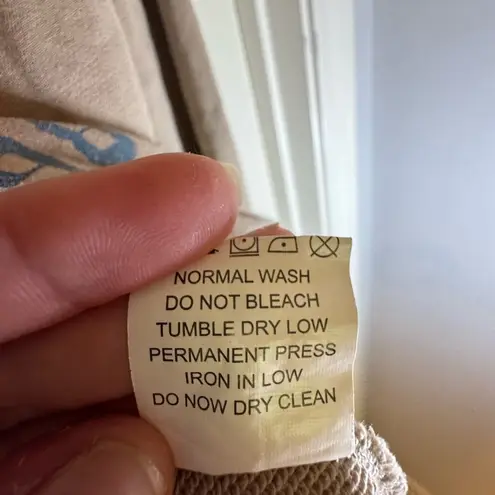 NORMAL WASH
DO NOT BLEACH
TUMBLE DRY LOW
PERMANENT PRESS
IRON IN LOW
DO NOW DRY CLEAN